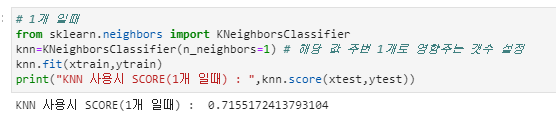 # 1개 일때
from sklearn.neighbors import KNeighborsClassifier
knn=KNeighborsClassifier(n_neighbors=1) # 해당 값 주변 1개로 영향주는 갯수 설정
knn.fit(xtrain,ytrain)
print("KNN 사용시 SCORE(1개 일때) : ",knn.score(xtest,ytest))
KNN 사용시 SCORE(1개 일때) :  0.7155172413793104